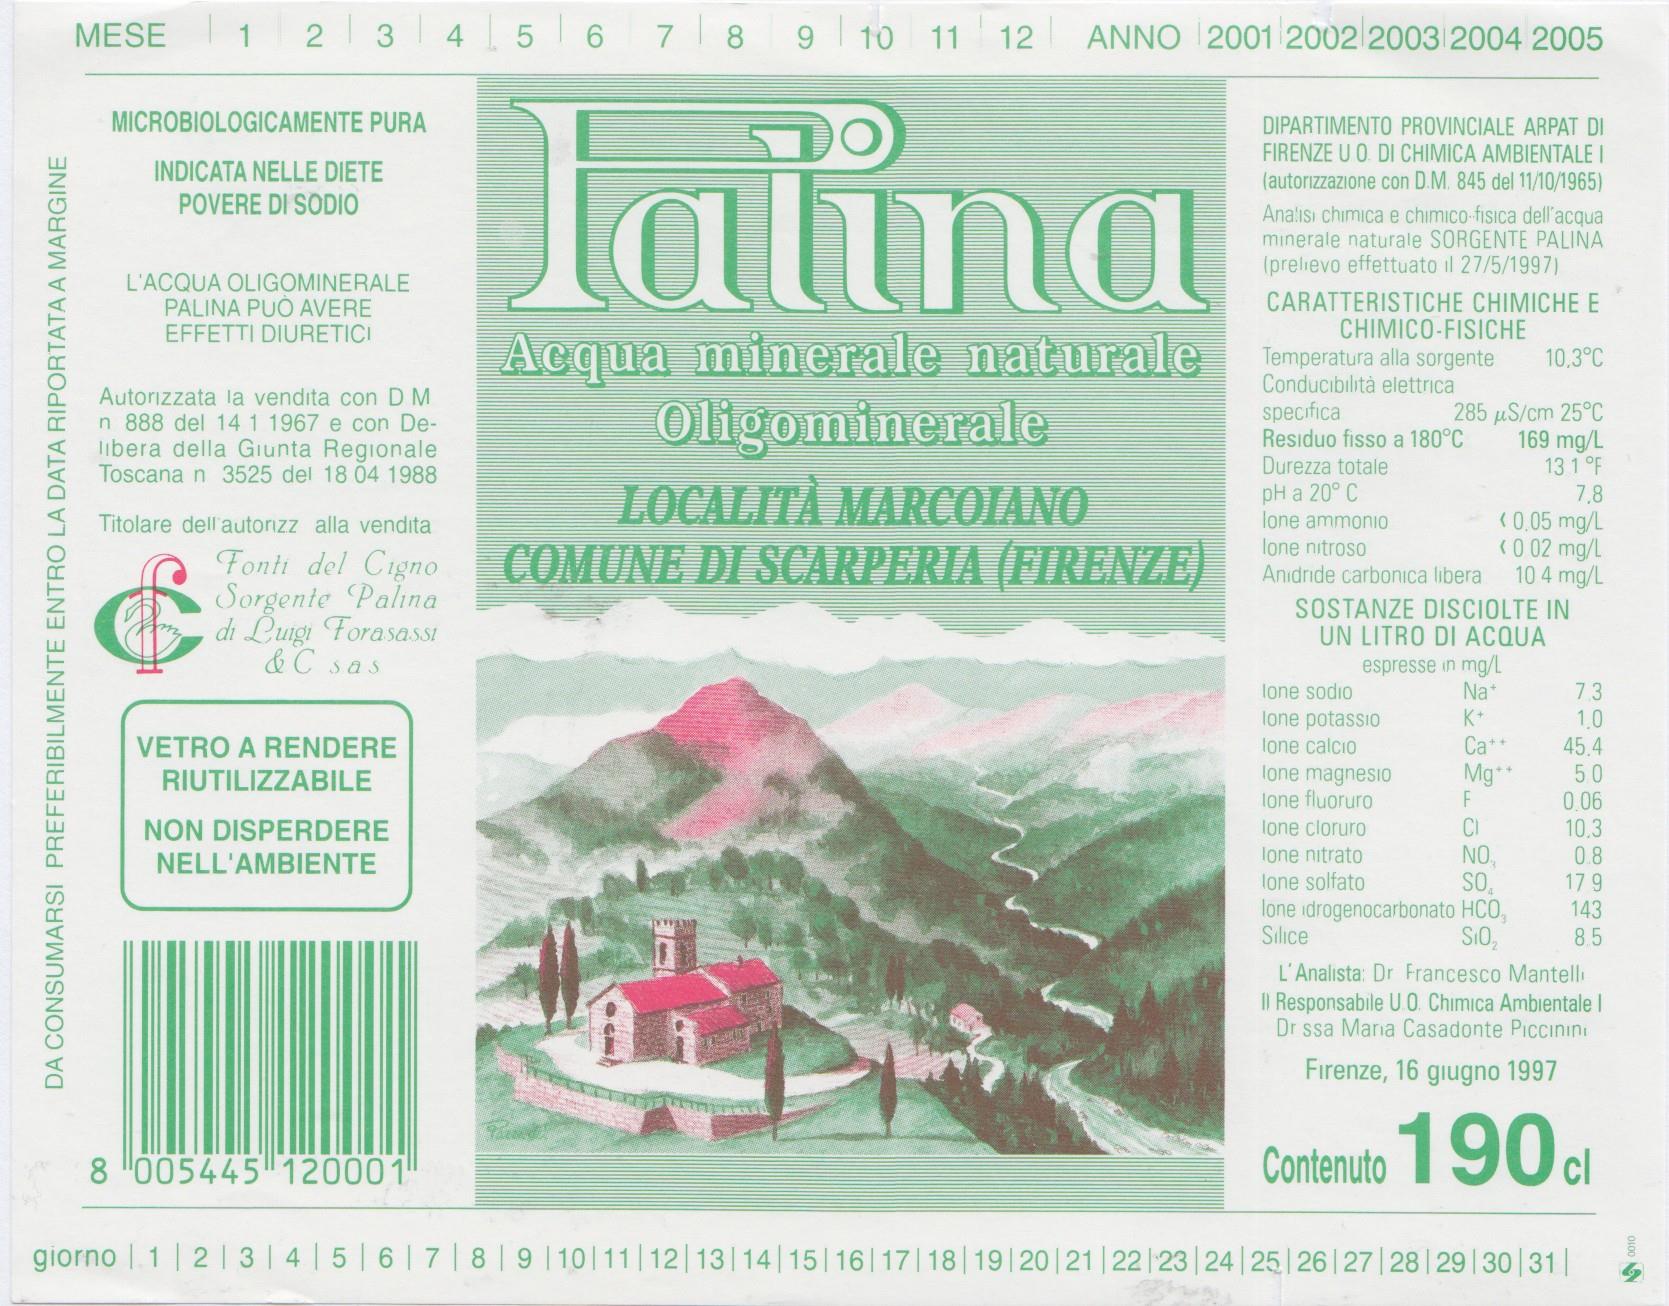 MESE | 1 | 2 | 3 | 4 | 5 | 6 | 7 | 8 | 9 | 10 | 11 | 12 | ANNO | 2001 | 2002 | 2003 | 2004 | 2005
DA CONSUMARSI PREFERIBILMENTE ENTRO LA DATA RIPORTATA A MARGINE
MICROBIOLOGICAMENTE PURA
INDICATA NELLE DIETE
POVERE DI SODIO
L'ACQUA OLIGOMINERALE
PALINA PUÒ AVERE
EFFETTI DIURETICI
Autorizzata la vendita con D M
n 888 del 14 1 1967 e con De-
libera della Giunta Regionale
Toscana n 3525 del 18 04 1988
Titolare dell'autorizz alla vendita
Fonti del Cigno
Sorgente Palina
di Luigi Forasassi
& C s a s
VETRO A RENDERE
RIUTILIZZABILE
NON DISPERDERE
NELL'AMBIENTE
8 005445 120001
Palina
Acqua minerale naturale
Oligominerale
LOCALITÀ MARCOIANO
COMUNE DI SCARPERIA (FIRENZE)
DIPARTIMENTO PROVINCIALE ARPAT DI
FIRENZE U O. DI CHIMICA AMBIENTALE I
(autorizzazione con D.M. 845 del 11/10/1965)
Analisi chimica e chimico-fisica dell'acqua
minerale naturale SORGENTE PALINA
(prelievo effettuato il 27/5/1997)
CARATTERISTICHE CHIMICHE E
CHIMICO-FISICHE
Temperatura alla sorgente 10,3°C
Conducibilità elettrica
specifica 285 µS/cm 25°C
Residuo fisso a 180°C 169 mg/L
Durezza totale 13 1 °F
pH a 20° C 7,8
Ione ammonio < 0,05 mg/L
Ione nitroso < 0 02 mg/L
Anidride carbonica libera 10 4 mg/L
SOSTANZE DISCIOLTE IN
UN LITRO DI ACQUA
espresse in mg/L
Ione sodio Na⁺ 7.3
Ione potassio K⁺ 1.0
Ione calcio Ca⁺⁺ 45.4
Ione magnesio Mg⁺⁺ 5 0
Ione fluoruro F 0.06
Ione cloruro Cl 10,3
Ione nitrato NO₃ 0.8
Ione solfato SO₄ 17 9
Ione idrogenocarbonato HCO₃ 143
Silice SiO₂ 8.5
L'Analista: Dr Francesco Mantelli
Il Responsabile U.O. Chimica Ambientale I
Dr ssa Maria Casadonte Piccinini
Firenze, 16 giugno 1997
Contenuto 190 cl
giorno | 1 | 2 | 3 | 4 | 5 | 6 | 7 | 8 | 9 | 10 | 11 | 12 | 13 | 14 | 15 | 16 | 17 | 18 | 19 | 20 | 21 | 22 | 23 | 24 | 25 | 26 | 27 | 28 | 29 | 30 | 31 |
0010